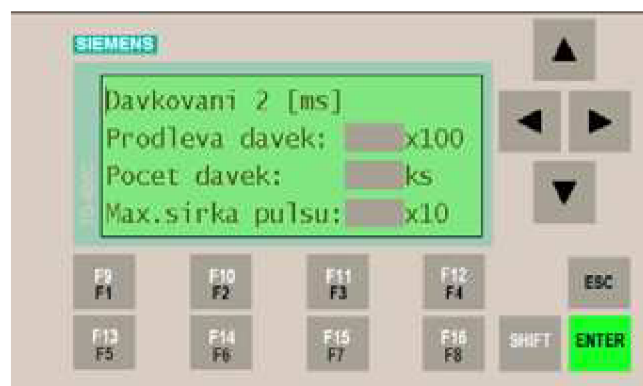 SIEMENS
Davkovani 2 [ms]
Prodleva davek: x100
Pocet davek: ks
Max.sirka pulsu: x10
F9 F10 F11 F12
F1 F2 F3 F4 ESC
F13 F14 F15 F16
F5 F6 F7 F8 SHIFT ENTER